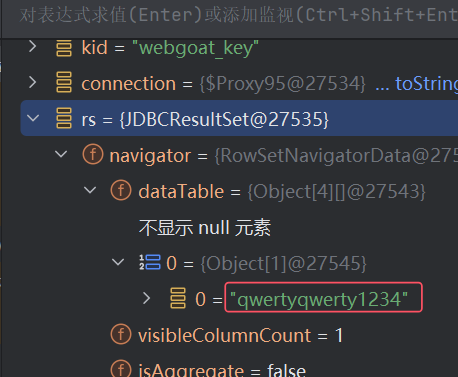 对表达式求值(Enter)或添加监视(Ctrl+Shift+Ent
kid = "webgoat_key"
connection = {$Proxy95@27534} ... toString
rs = {JDBCResultSet@27535}
f navigator = {RowSetNavigatorData@275
f dataTable = {Object[4][]@27543}
不显示 null 元素
0 = {Object[1]@27545}
0 = "qwertyqwerty1234"
f visibleColumnCount = 1
f isAggregate = false